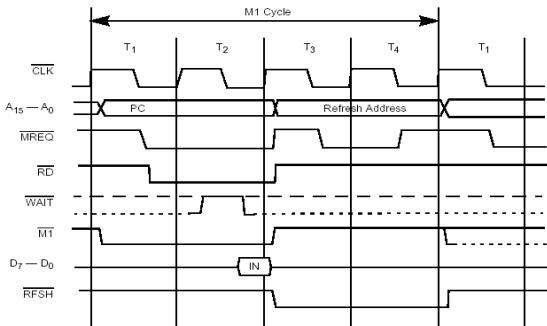 M1 Cycle
T1 T2 T3 T4 T1
CLK
A15 — A0 PC Refresh Address
MREQ
RD
WAIT
M1
D7 — D0 IN
RFSH